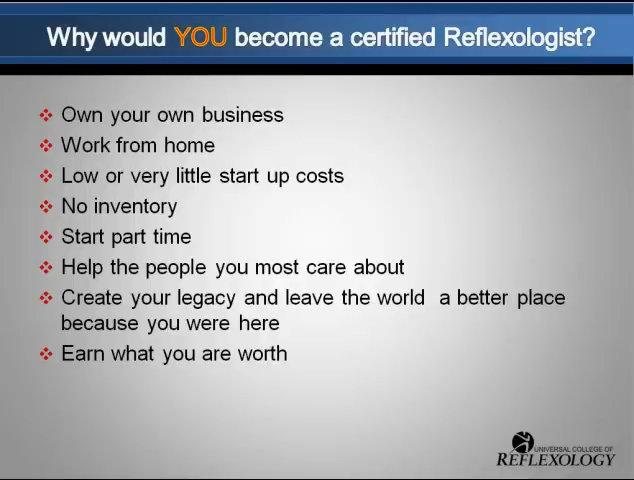 Why would YOU become a certified Reflexologist?
Own your own business
Work from home
Low or very little start up costs
No inventory
Start part time
Help the people you most care about
Create your legacy and leave the world  a better place
because you were here
Earn what you are worth
UNIVERSAL COLLEGE OF
REFLEXOLOGY